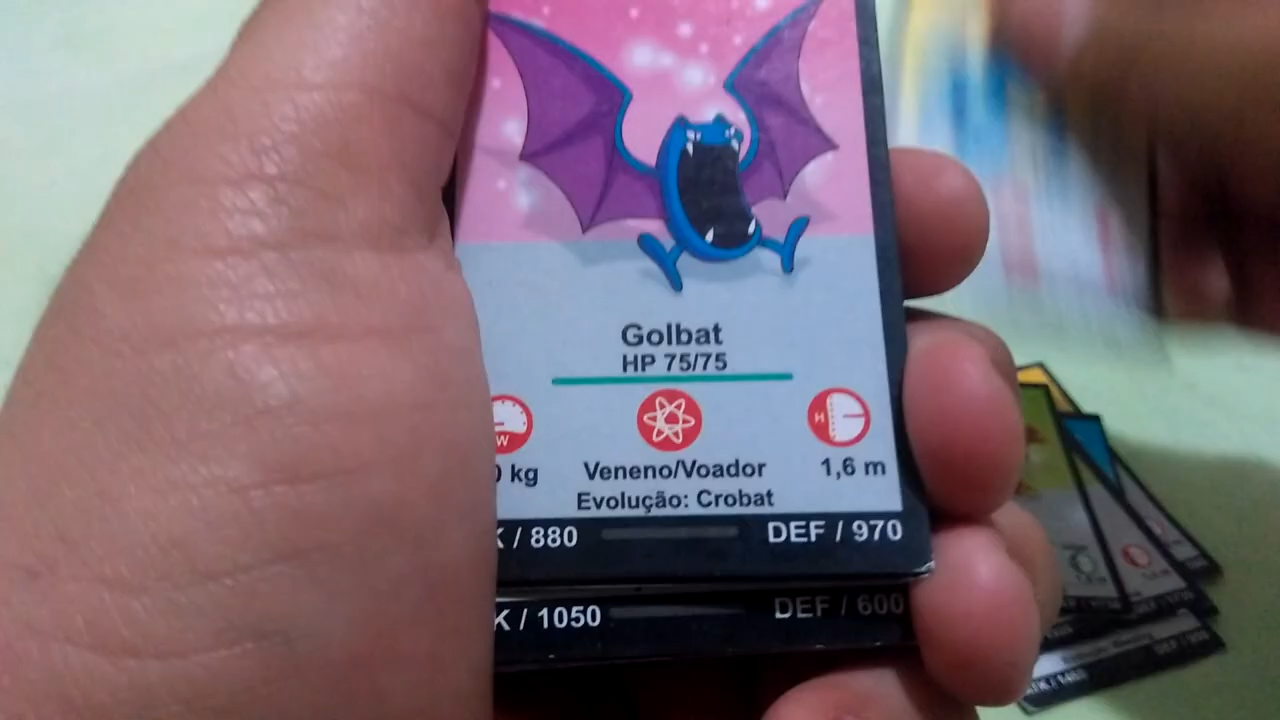 Golbat
HP 75/75
W
H
kg
Veneno/Voador
1,6 m
Evolução: Crobat
/ 880
DEF / 970
/ 1050
DEF / 600